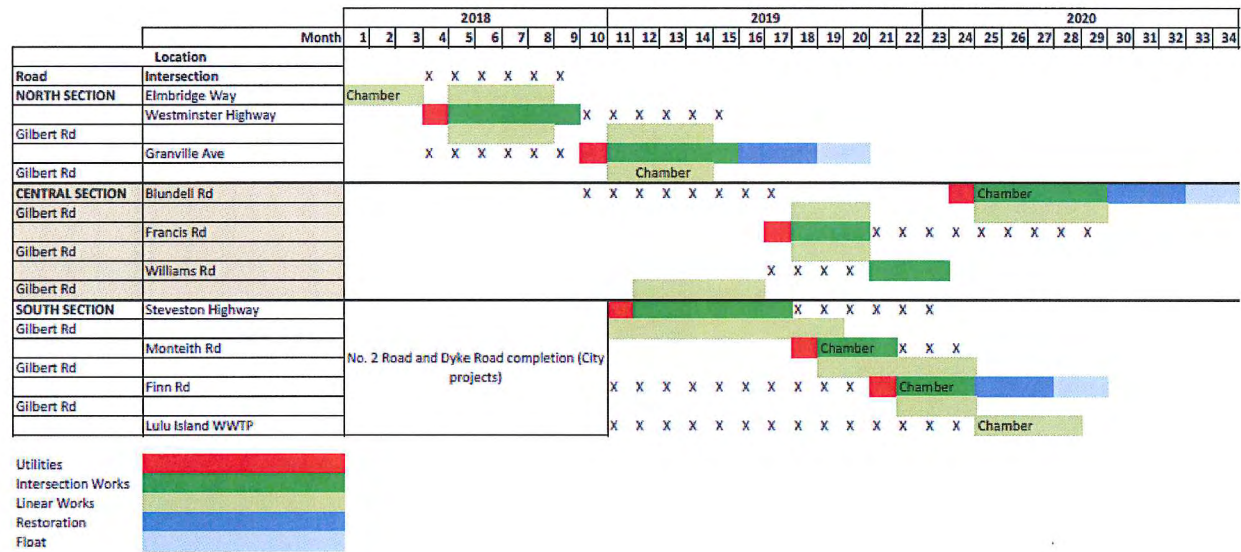 2018 2019 2020
Month 1 2 3 4 5 6 7 8 9 10 11 12 13 14 15 16 17 18 19 20 21 22 23 24 25 26 27 28 29 30 31 32 33 34
Location
Road Intersection X X X X X X
NORTH SECTION Elmbridge Way Chamber
Westminster Highway X X X X X X
Gilbert Rd
Granville Ave X X X X X X
Gilbert Rd Chamber
CENTRAL SECTION Blundell Rd X X X X X X X X Chamber
Gilbert Rd
Francis Rd X X X X X X X X X
Gilbert Rd
Williams Rd X X X X
Gilbert Rd
SOUTH SECTION Steveston Highway X X X X X X
Gilbert Rd
Monteith Rd Chamber X X X
Gilbert Rd
No. 2 Road and Dyke Road completion (City
projects)
Finn Rd X X X X X X X X X X Chamber
Gilbert Rd
Lulu Island WWTP X X X X X X X X X X X X X X Chamber
Utilities
Intersection Works
Linear Works
Restoration
Float